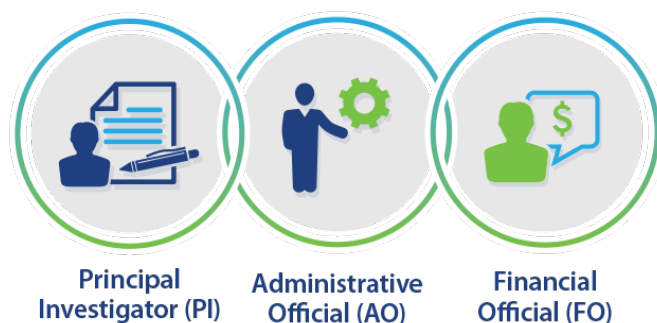 $
Principal
Investigator (PI)
Administrative
Official (AO)
Financial
Official (FO)